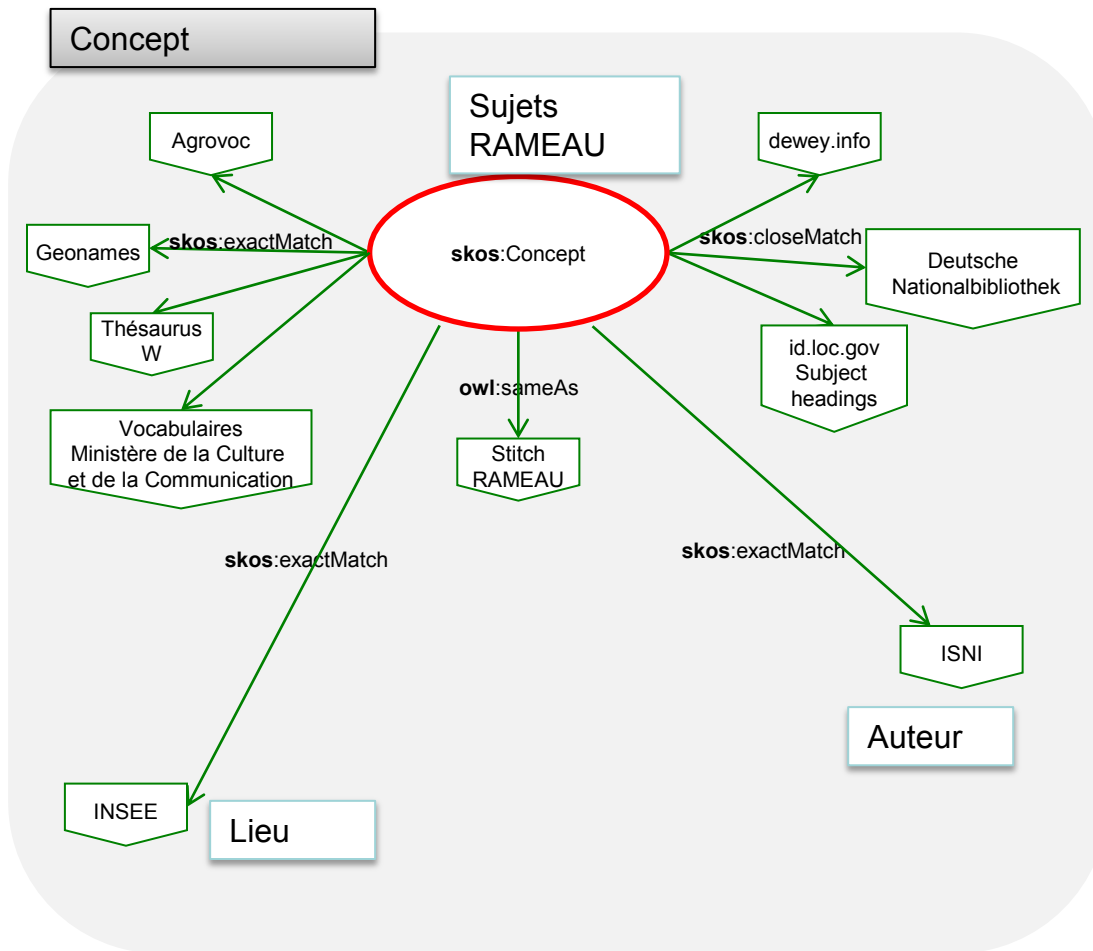 Concept
Sujets
RAMEAU
Agrovoc
dewey.info
Geonames
skos:exactMatch
skos:Concept
skos:closeMatch
Deutsche
Nationalbibliothek
Thésaurus
W
id.loc.gov
Subject
headings
owl:sameAs
Vocabulaires
Ministère de la Culture
et de la Communication
Stitch
RAMEAU
skos:exactMatch
skos:exactMatch
ISNI
Auteur
INSEE
Lieu